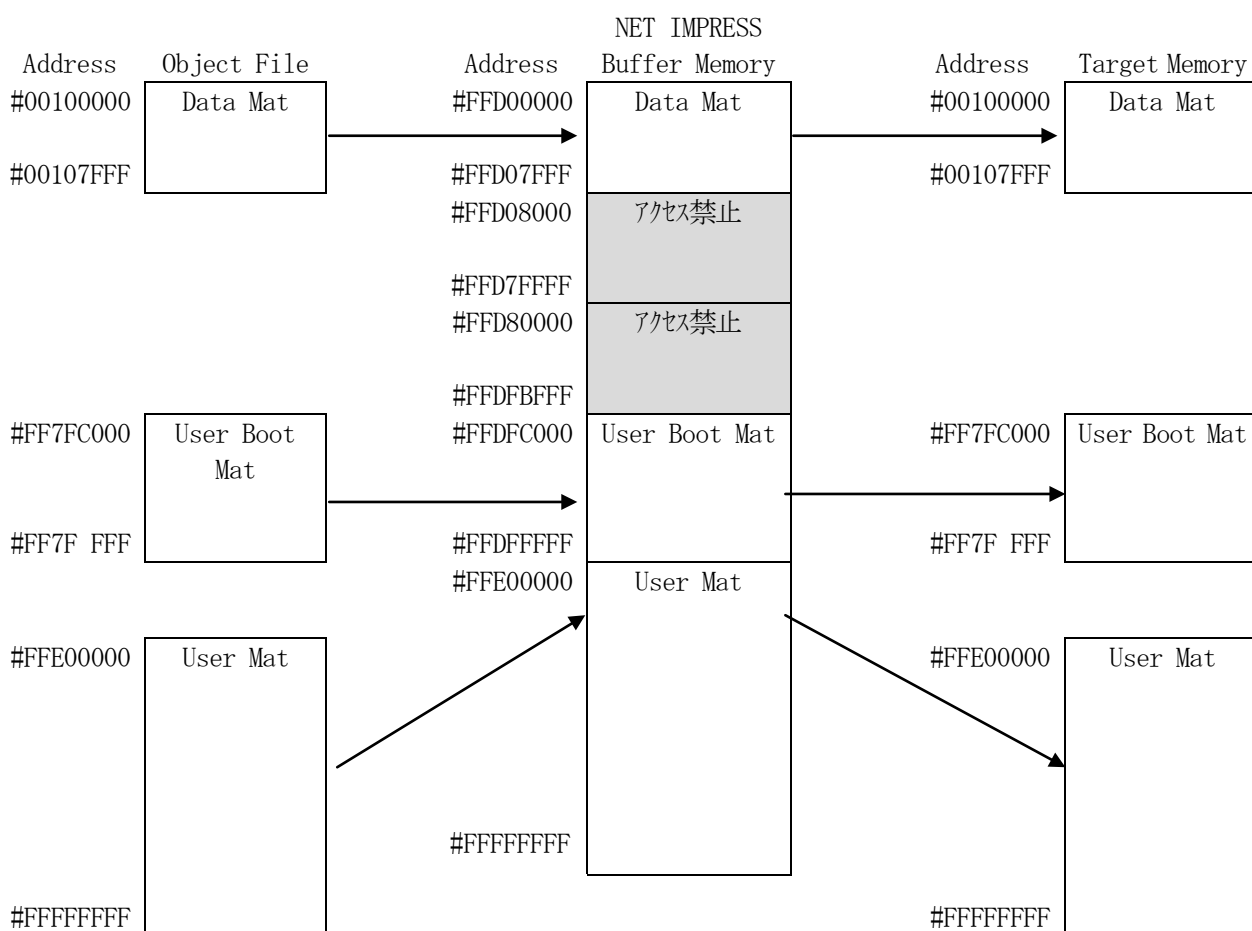 NET IMPRESS
Address Object File Address Buffer Memory Address Target Memory
#00100000 Data Mat #FFD00000 Data Mat #00100000 Data Mat
#00107FFF #FFD07FFF #00107FFF
#FFD08000 ｱｸｾｽ禁止
#FFD7FFFF
#FFD80000 ｱｸｾｽ禁止
#FFDFBFFF
#FF7FC000 User Boot #FFDFC000 User Boot Mat #FF7FC000 User Boot Mat
Mat
#FF7F FFF #FFDFFFFF #FF7F FFF
#FFE00000 User Mat
#FFE00000 User Mat #FFE00000 User Mat
#FFFFFFFF
#FFFFFFFF #FFFFFFFF